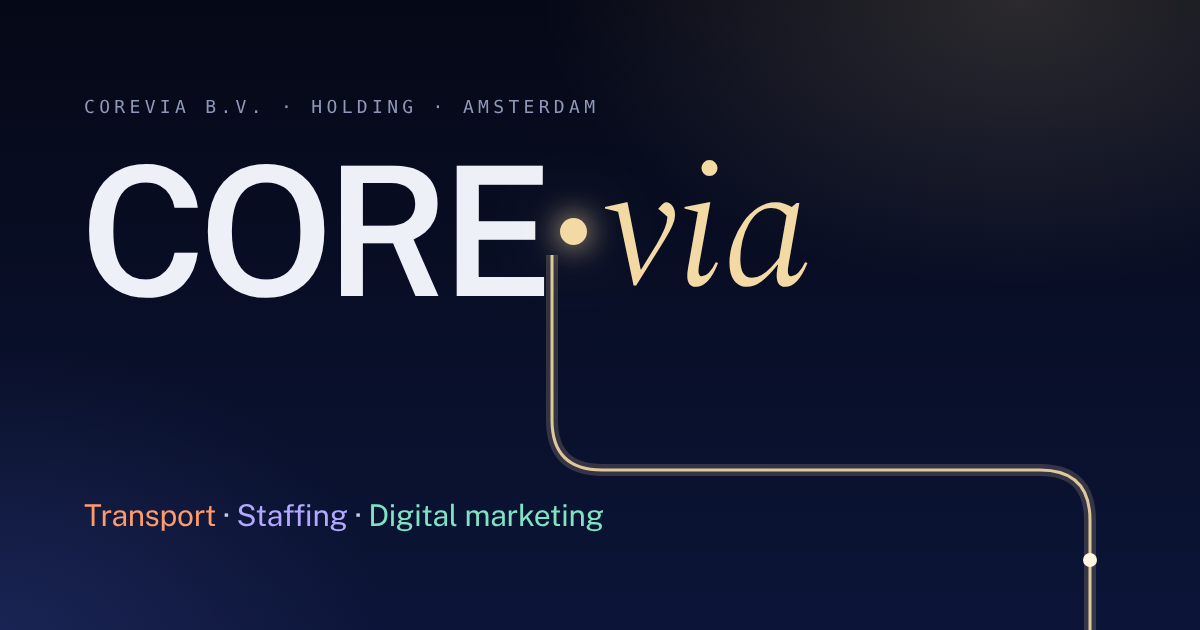 COREVIA B.V. · HOLDING · AMSTERDAM
CORE·via
Transport · Staffing · Digital marketing